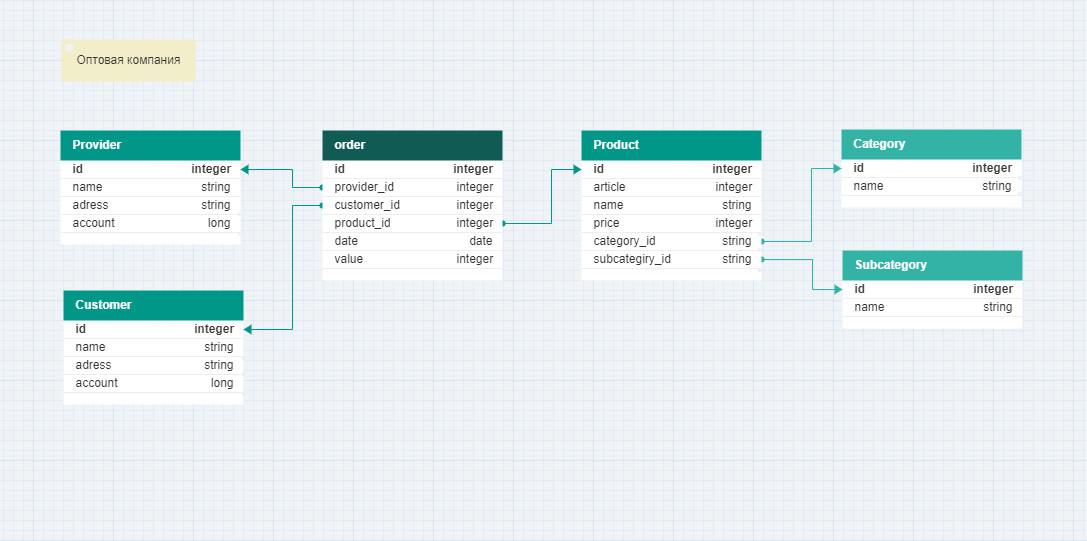 Оптовая компания
Provider
id integer
name string
adress string
account long
Customer
id integer
name string
adress string
account long
order
id integer
provider_id integer
customer_id integer
product_id integer
date date
value integer
Product
id integer
article integer
name string
price integer
category_id string
subcategiry_id string
Category
id integer
name string
Subcategory
id integer
name string